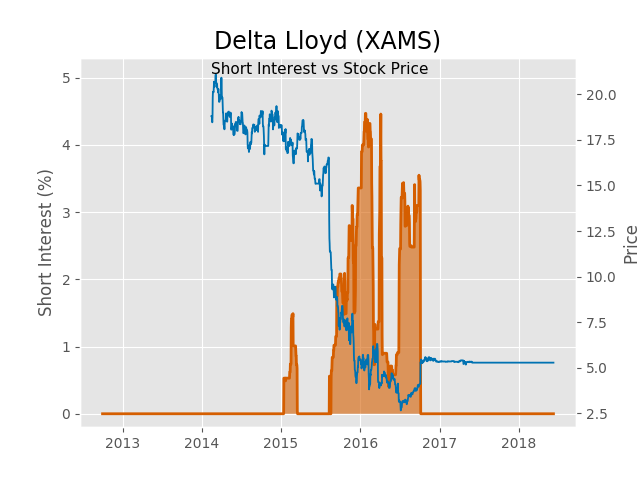 Delta Lloyd (XAMS)
Short Interest vs Stock Price
Short Interest (%)
5
4
3
2
1
0
20.0
17.5
15.0
12.5
10.0
7.5
5.0
2.5
Price
2013 2014 2015 2016 2017 2018